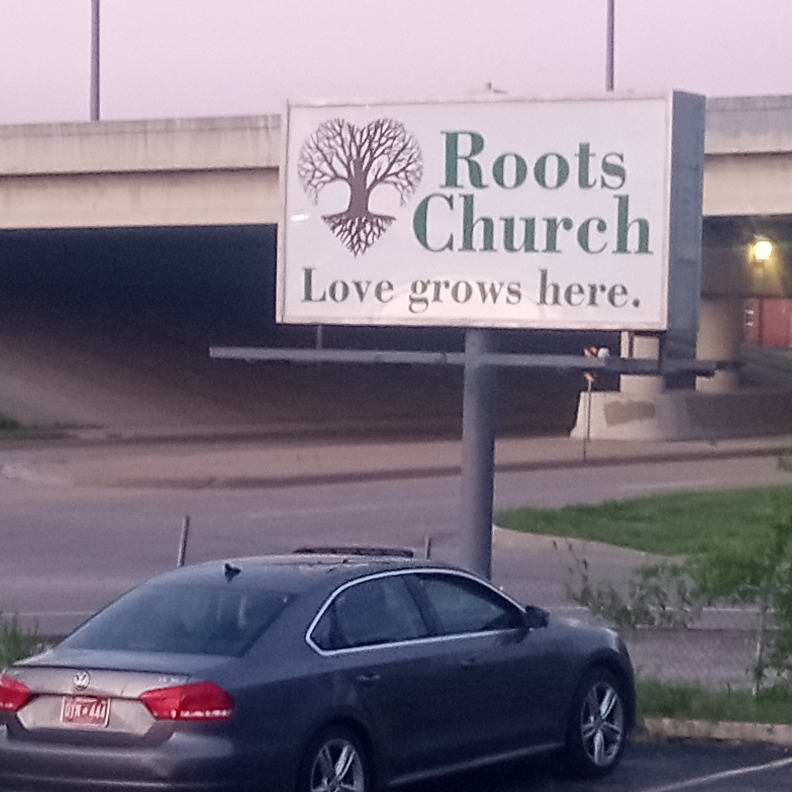 Roots
Church
Love grows here.